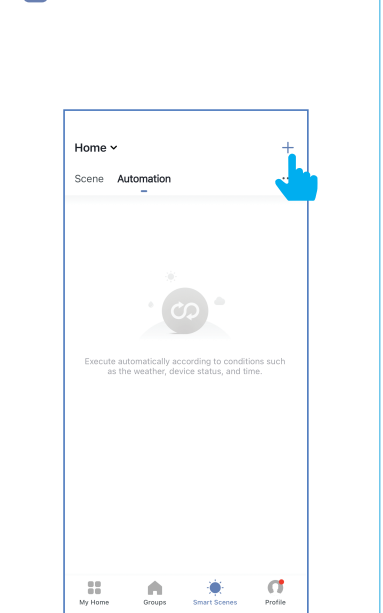 Home
Scene Automation
Execute automatically according to conditions such
as the weather, device status, and time.
My Home Groups Smart Scenes Profile